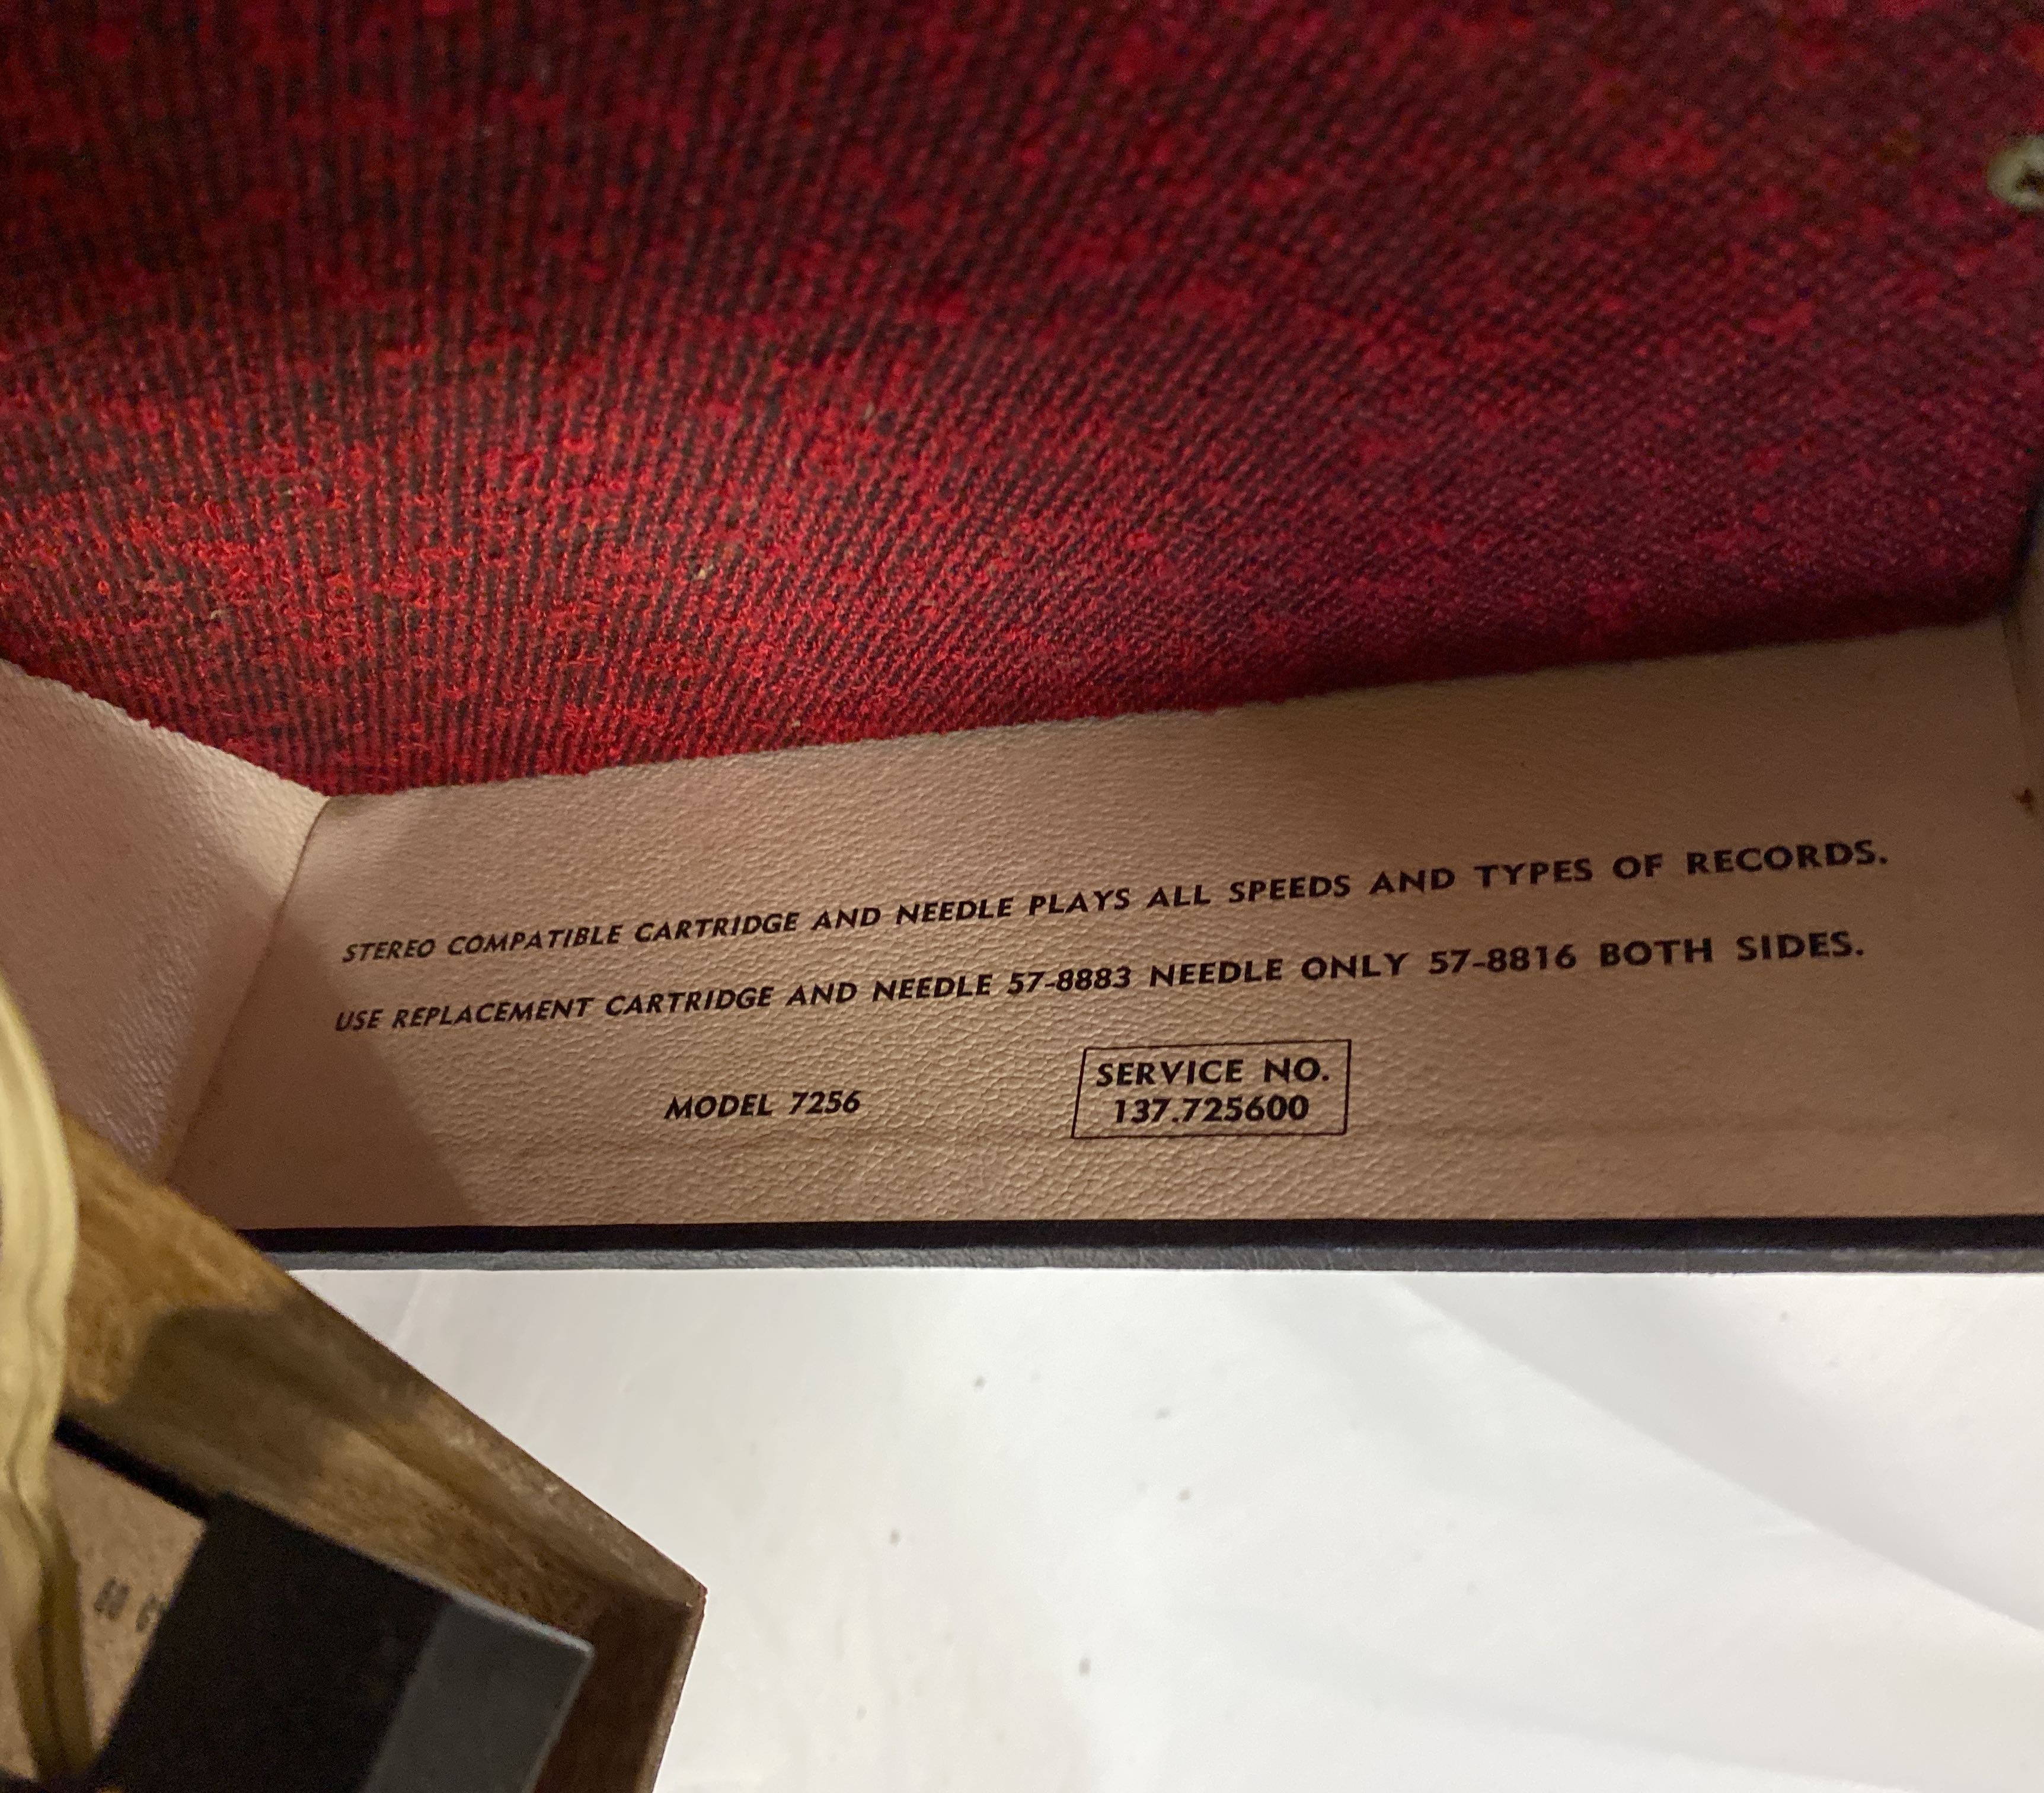 STEREO COMPATIBLE CARTRIDGE AND NEEDLE PLAYS ALL SPEEDS AND TYPES OF RECORDS.
USE REPLACEMENT CARTRIDGE AND NEEDLE 57-8883 NEEDLE ONLY 57-8816 BOTH SIDES.
MODEL 7256
SERVICE NO.
137.725600